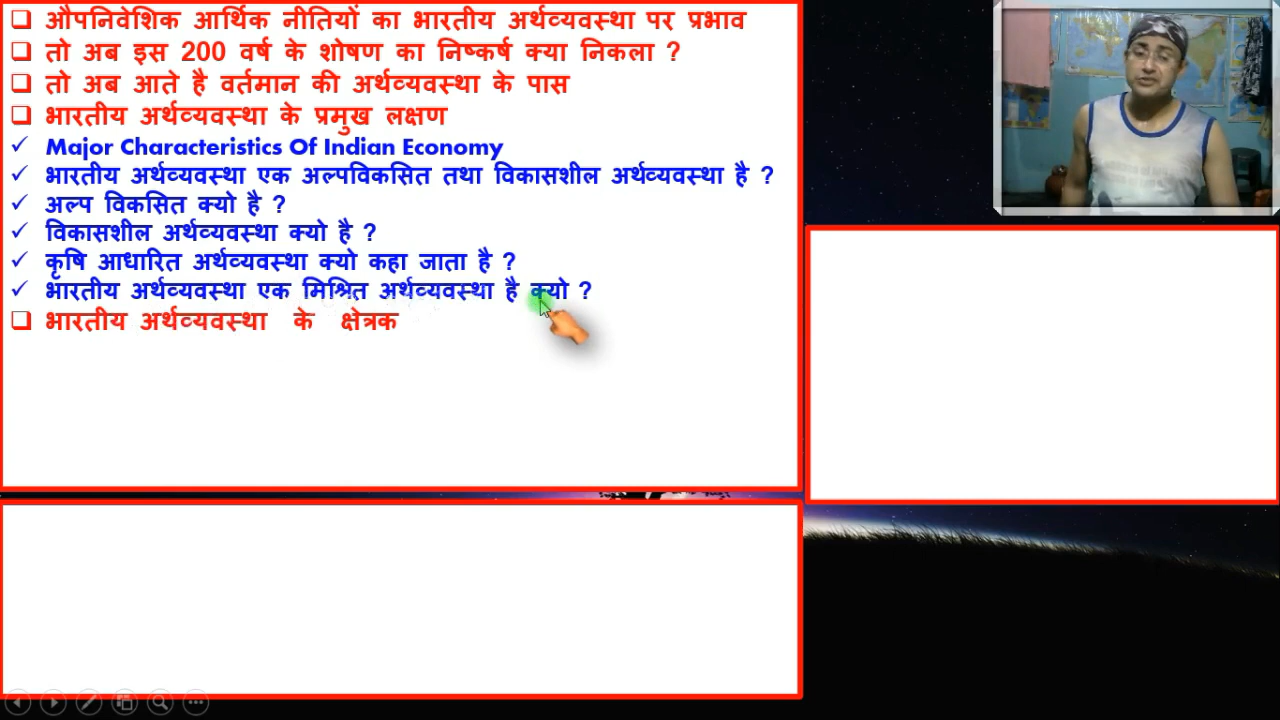 औपनिवेशिक आर्थिक नीतियों का भारतीय अर्थव्यवस्था पर प्रभाव
तो अब इस 200 वर्ष के शोषण का निष्कर्ष क्या निकला ?
तो अब आते है वर्तमान की अर्थव्यवस्था के पास
भारतीय अर्थव्यवस्था के प्रमुख लक्षण
Major Characteristics Of Indian Economy
भारतीय अर्थव्यवस्था एक अल्पविकसित तथा विकासशील अर्थव्यवस्था है ?
अल्प विकसित क्यो है ?
विकासशील अर्थव्यवस्था क्यो है ?
कृषि आधारित अर्थव्यवस्था क्यो कहा जाता है ?
भारतीय अर्थव्यवस्था एक मिश्रित अर्थव्यवस्था है क्यो ?
भारतीय अर्थव्यवस्था के क्षेत्रक